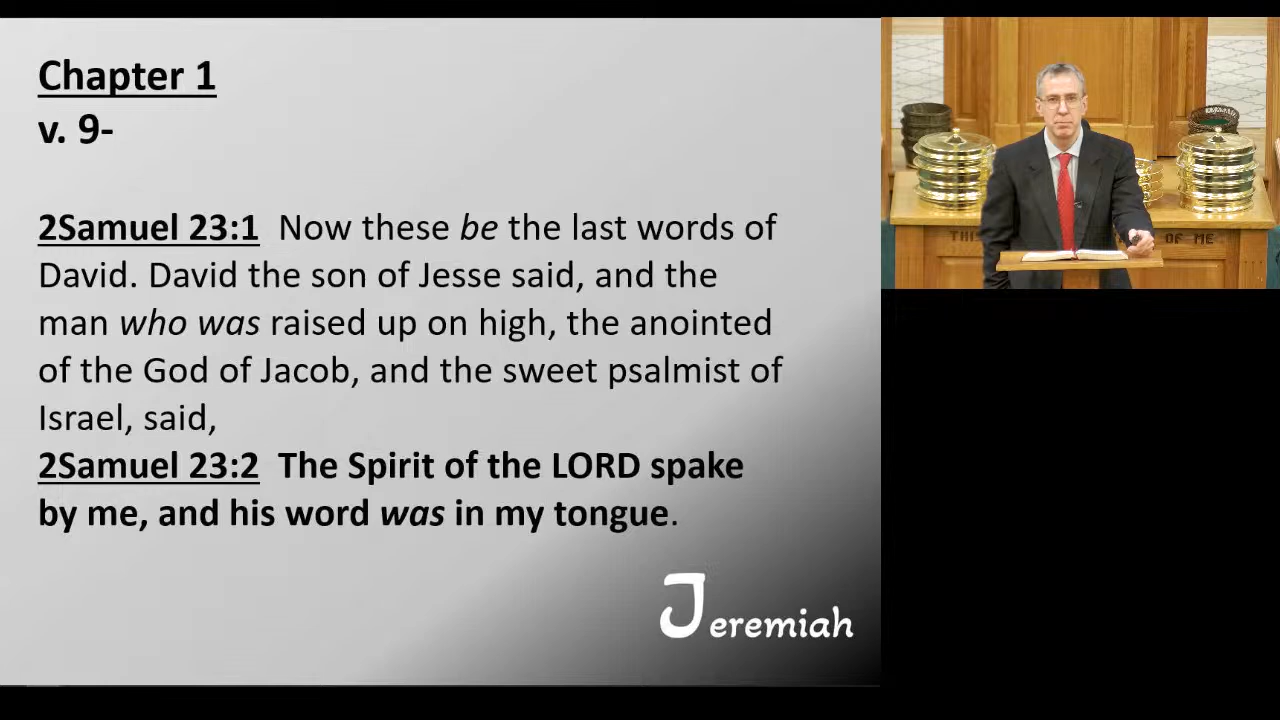 Chapter 1
v. 9-
2Samuel 23:1 Now these be the last words of
David. David the son of Jesse said, and the
man who was raised up on high, the anointed
of the God of Jacob, and the sweet psalmist of
Israel, said,
2Samuel 23:2 The Spirit of the LORD spake
by me, and his word was in my tongue.
Jeremiah
THIS
OF ME